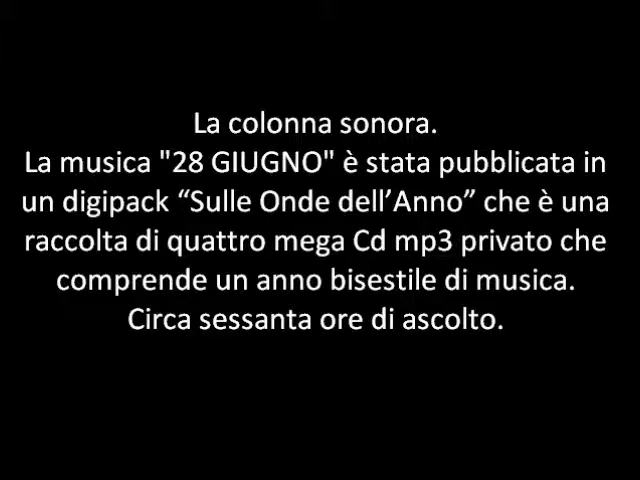 La colonna sonora.
La musica "28 GIUGNO" è stata pubblicata in
un digipack “Sulle Onde dell’Anno” che è una
raccolta di quattro mega Cd mp3 privato che
comprende un anno bisestile di musica.
Circa sessanta ore di ascolto.